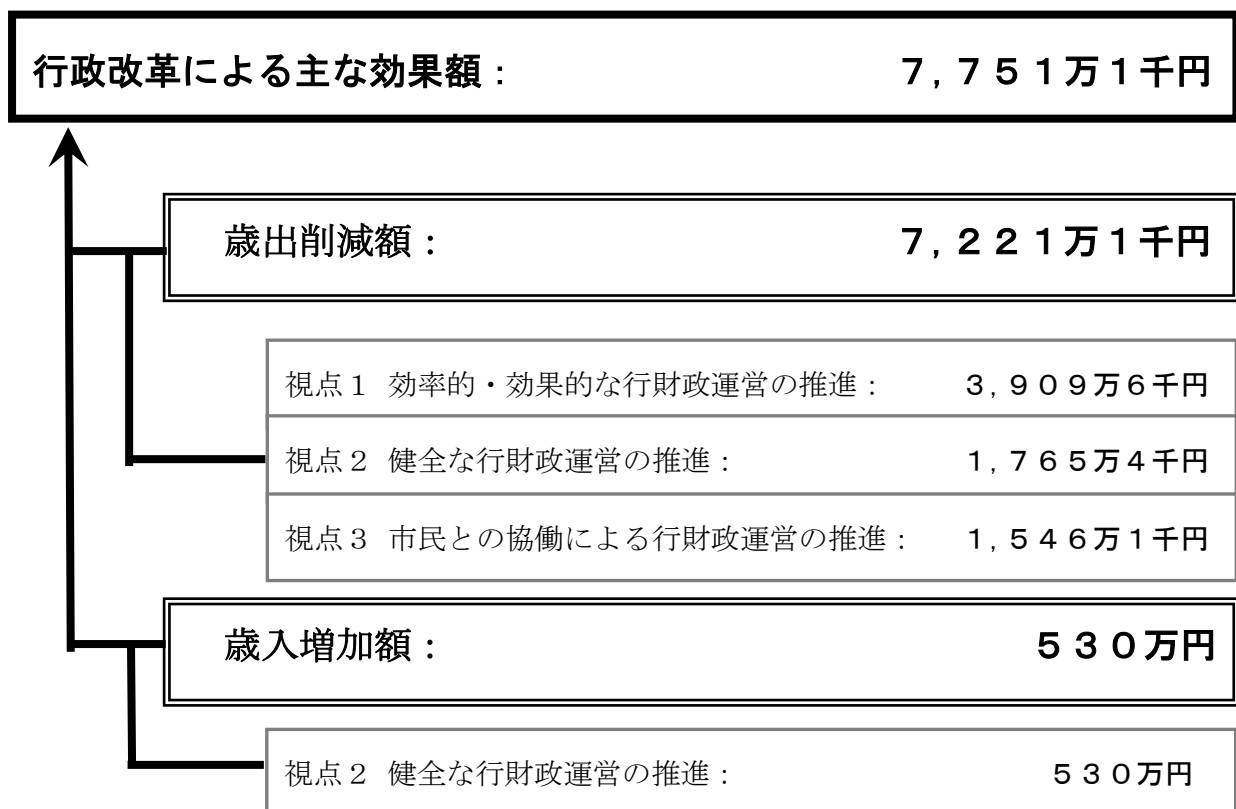 行政改革による主な効果額： ７,７５１万１千円
歳出削減額： ７,２２１万１千円
視点１ 効率的・効果的な行財政運営の推進： ３,９０９万６千円
視点２ 健全な行財政運営の推進： １,７６５万４千円
視点３ 市民との協働による行財政運営の推進： １,５４６万１千円
歳入増加額： ５３０万円
視点２ 健全な行財政運営の推進： ５３０万円